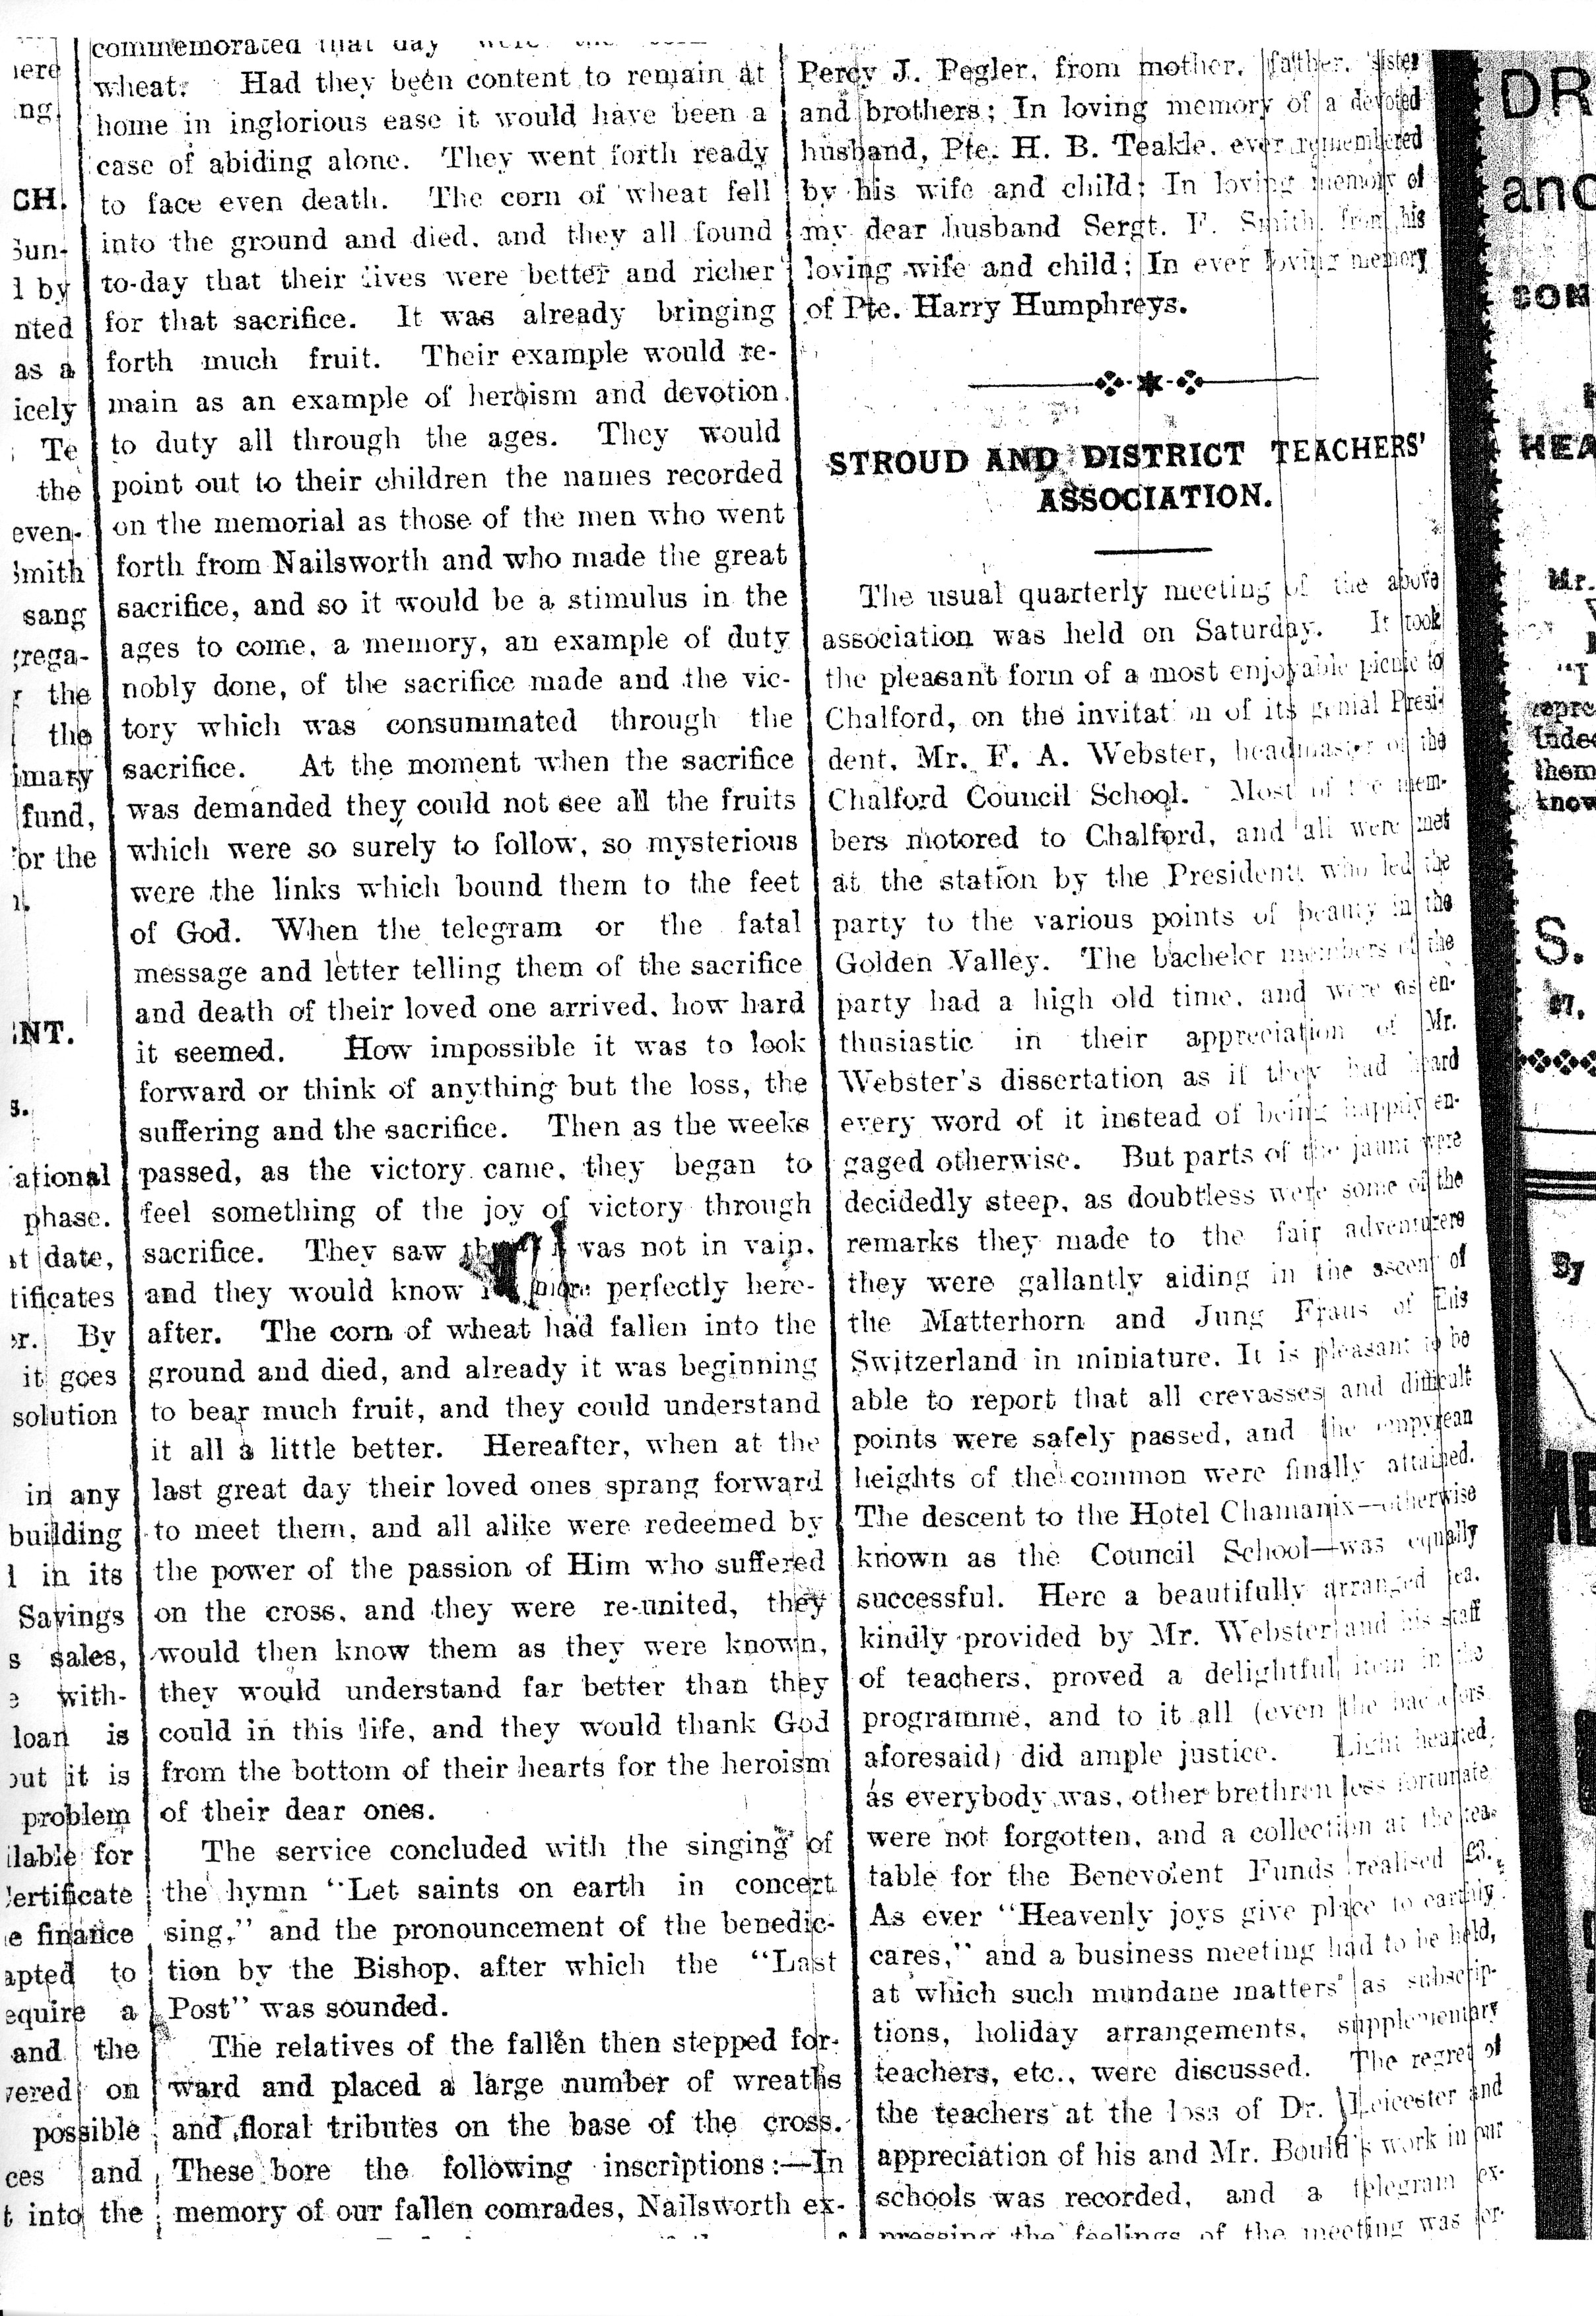 ere
ng
CH.
Sun-
l by
nted
as a
icely
Te
the
even-
Smith
sang
grega-
the
the
imary
fund,
for the
NT.
s.
ational
phase.
st date,
tificates
er. By
it goes
solution
in any
building
l in its
Savings
s sales,
with-
loan is
out it is
problem
ilable for
Certificate
e finance
apted to
equire a
and the
vered on
possible
ces and
t into the
commemorated that day were the
wheat. Had they been content to remain at
home in inglorious ease it would have been a
case of abiding alone. They went forth ready
to face even death. The corn of wheat fell
into the ground and died, and they all found
to-day that their lives were better and richer
for that sacrifice. It was already bringing
forth much fruit. Their example would re-
main as an example of heroism and devotion
to duty all through the ages. They would
point out to their children the names recorded
on the memorial as those of the men who went
forth from Nailsworth and who made the great
sacrifice, and so it would be a stimulus in the
ages to come, a memory, an example of duty
nobly done, of the sacrifice made and the vic-
tory which was consummated through the
sacrifice. At the moment when the sacrifice
was demanded they could not see all the fruits
which were so surely to follow, so mysterious
were the links which bound them to the feet
of God. When the telegram or the fatal
message and letter telling them of the sacrifice
and death of their loved one arrived, how hard
it seemed. How impossible it was to look
forward or think of anything but the loss, the
suffering and the sacrifice. Then as the weeks
passed, as the victory came, they began to
feel something of the joy of victory through
sacrifice. They saw was not in vain,
and they would know more perfectly here-
after. The corn of wheat had fallen into the
ground and died, and already it was beginning
to bear much fruit, and they could understand
it all a little better. Hereafter, when at the
last great day their loved ones sprang forward
to meet them, and all alike were redeemed by
the power of the passion of Him who suffered
on the cross, and they were re-united, they
would then know them as they were known,
they would understand far better than they
could in this life, and they would thank God
from the bottom of their hearts for the heroism
of their dear ones.
The service concluded with the singing of
the hymn "Let saints on earth in concert
sing," and the pronouncement of the benedic-
tion by the Bishop, after which the "Last
Post" was sounded.
The relatives of the fallen then stepped for-
ward and placed a large number of wreaths
and floral tributes on the base of the cross.
These bore the following inscriptions:—In
memory of our fallen comrades, Nailsworth ex-
Percy J. Pegler, from mother, father, sister
and brothers; In loving memory of a devoted
husband, Pte. H. B. Teakle, ever remembered
by his wife and child; In loving memory of
my dear husband Sergt. F. Smith, from his
loving wife and child; In ever loving memory
of Pte. Harry Humphreys.
STROUD AND DISTRICT TEACHERS'
ASSOCIATION.
The usual quarterly meeting of the above
association was held on Saturday. It took
the pleasant form of a most enjoyable picnic to
Chalford, on the invitation of its genial Presi-
dent, Mr. F. A. Webster, headmaster of the
Chalford Council School. Most of the mem-
bers motored to Chalford, and all were met
at the station by the President, who led the
party to the various points of beauty in the
Golden Valley. The bachelor members of the
party had a high old time, and were as en-
thusiastic in their appreciation of Mr.
Webster's dissertation as if they had heard
every word of it instead of being happily en-
gaged otherwise. But parts of the jaunt were
decidedly steep, as doubtless were some of the
remarks they made to the fair adventurers
they were gallantly aiding in the ascent of
the Matterhorn and Jung Fraus of this
Switzerland in miniature. It is pleasant to be
able to report that all crevasses and difficult
points were safely passed, and the empyrean
heights of the common were finally attained.
The descent to the Hotel Chamanix—otherwise
known as the Council School—was equally
successful. Here a beautifully arranged tea,
kindly provided by Mr. Webster and his staff
of teachers, proved a delightful item in the
programme, and to it all (even the bachelors
aforesaid) did ample justice. Light hearted,
as everybody was, other brethren less fortunate
were not forgotten, and a collection at the tea-
table for the Benevolent Funds realised £3.
As ever "Heavenly joys give place to earthly
cares," and a business meeting had to be held,
at which such mundane matters as subscrip-
tions, holiday arrangements, supplementary
teachers, etc., were discussed. The regret of
the teachers at the loss of Dr. Leicester and
appreciation of his and Mr. Boulti's work in our
schools was recorded, and a telegram ex-
pressing the feelings of the meeting was for-
DR
and
COM
HEA
Mr.
"I
repre
Indee
them
know
S.
By
ME